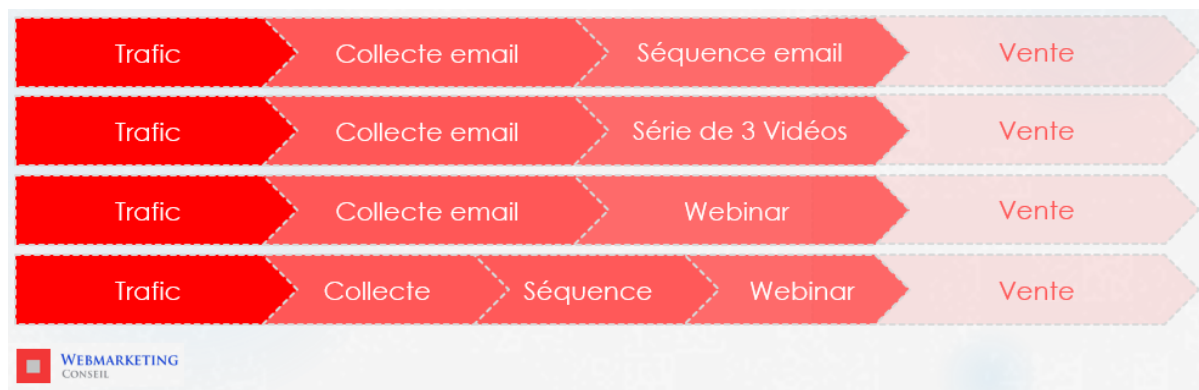 Trafic Collecte email Séquence email Vente
Trafic Collecte email Série de 3 Vidéos Vente
Trafic Collecte email Webinar Vente
Trafic Collecte Séquence Webinar Vente
WEBMARKETING
CONSEIL